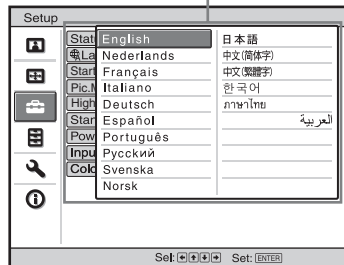 Setup
Stat
La
Start
Pic.M
High
Star
Pow
Inpu
Colo
English
Nederlands
Français
Italiano
Deutsch
Español
Português
Русский
Svenska
Norsk
日本語
中文(简体字)
中文(繁體字)
한국어
ภาษาไทย
العربية
Sel: Set: ENTER